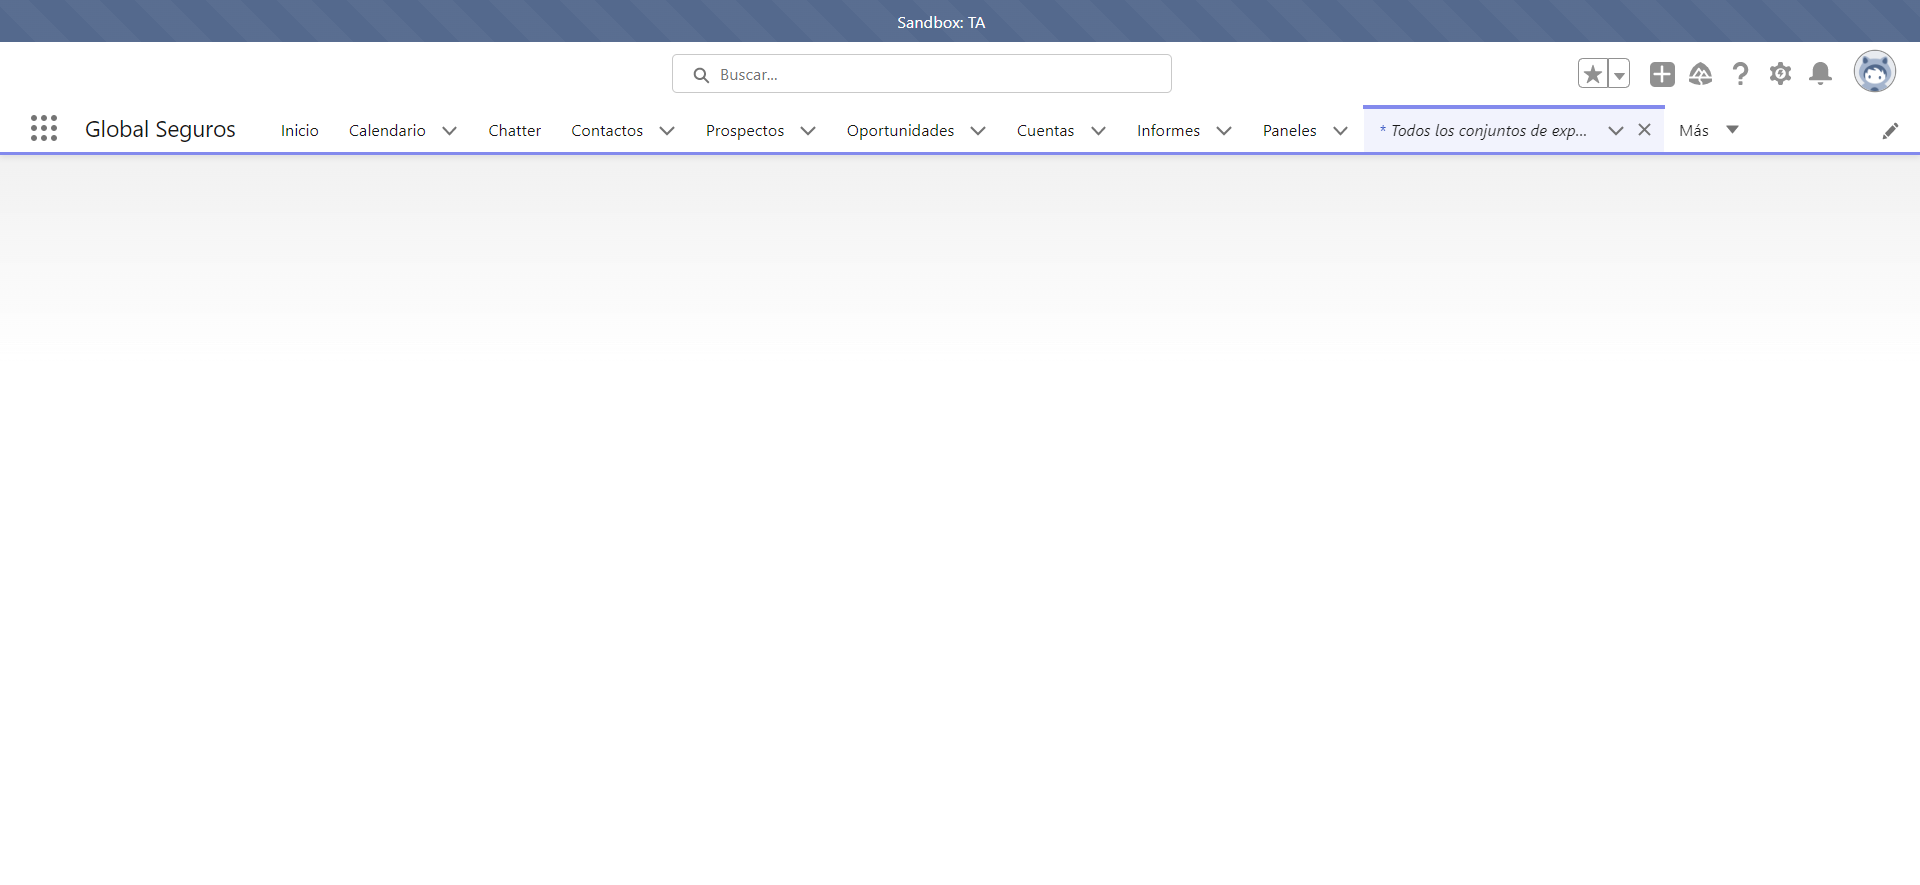 Sandbox: TA
Buscar...
Global Seguros
Inicio
Calendario
Chatter
Contactos
Prospectos
Oportunidades
Cuentas
Informes
Paneles
* Todos los conjuntos de exp...
Más